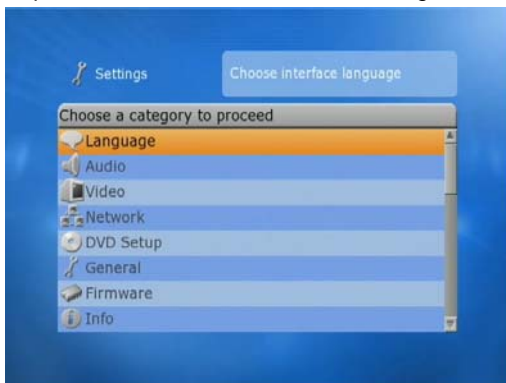 Settings
Choose interface language
Choose a category to proceed
Language
Audio
Video
Network
DVD Setup
General
Firmware
Info